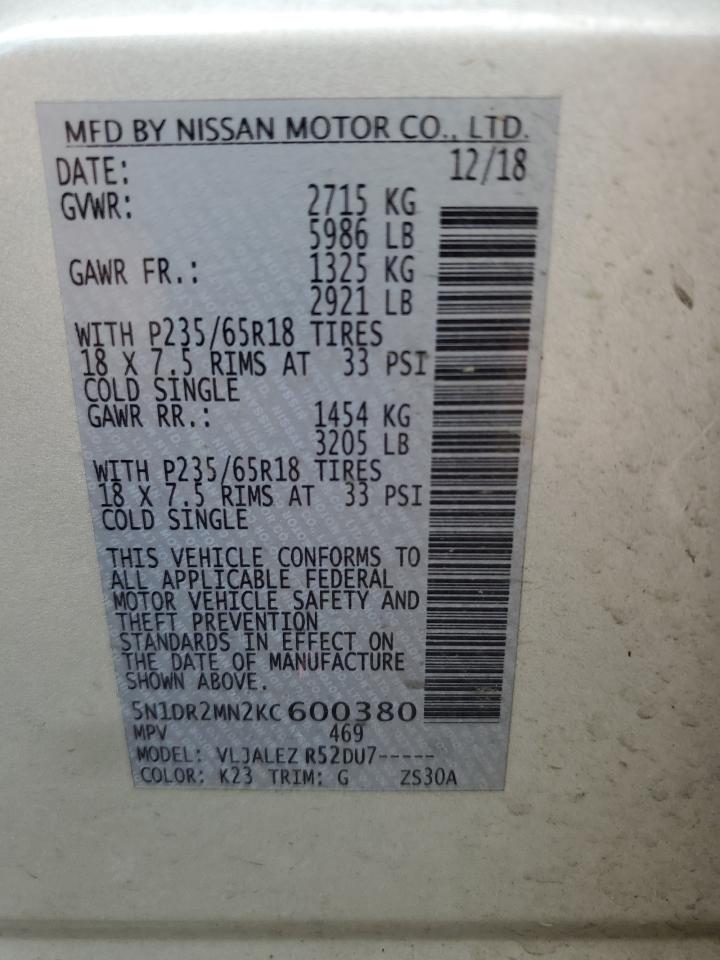 MFD BY NISSAN MOTOR CO., LTD.
DATE: 12/18
GVWR: 2715 KG
5986 LB
GAWR FR.: 1325 KG
2921 LB
WITH P235/65R18 TIRES
18 X 7.5 RIMS AT 33 PSI
COLD SINGLE
GAWR RR.: 1454 KG
3205 LB
WITH P235/65R18 TIRES
18 X 7.5 RIMS AT 33 PSI
COLD SINGLE
THIS VEHICLE CONFORMS TO
ALL APPLICABLE FEDERAL
MOTOR VEHICLE SAFETY AND
THEFT PREVENTION
STANDARDS IN EFFECT ON
THE DATE OF MANUFACTURE
SHOWN ABOVE.
5N1DR2MN2KC600380
MPV 469
MODEL: VLJALEZ R52DU7-----
COLOR: K23 TRIM: G ZS30A